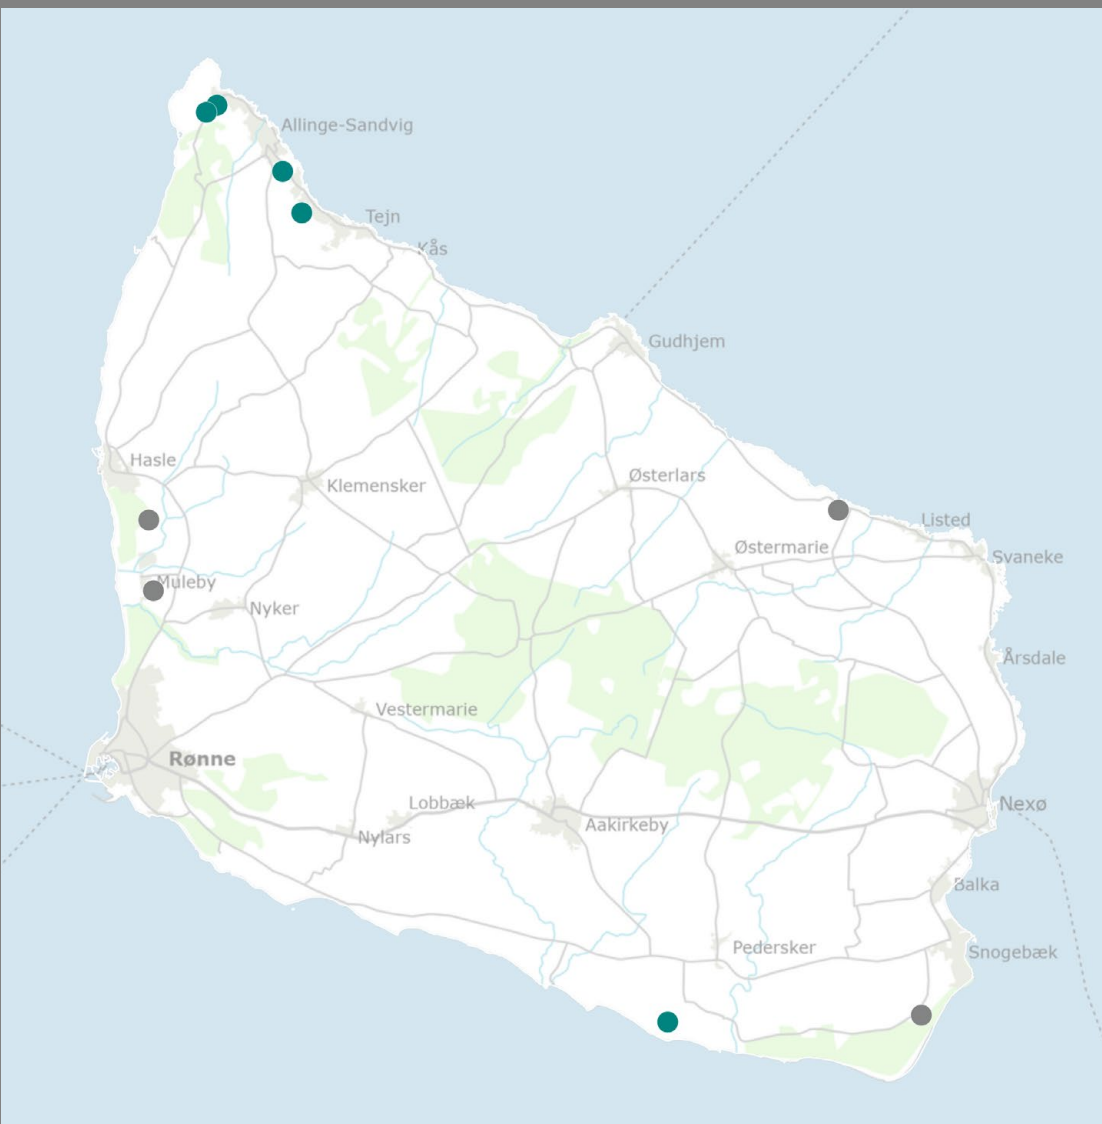 Allinge-Sandvig
Tejn
Kås
Gudhjem
Hasle
Klemensker
Østerlars
Listed
Østermarie
Svaneke
Muleby
Nyker
Årsdale
Vestermarie
Rønne
Lobbæk
Nexø
Aakirkeby
Nylars
Balka
Pedersker
Snogebæk